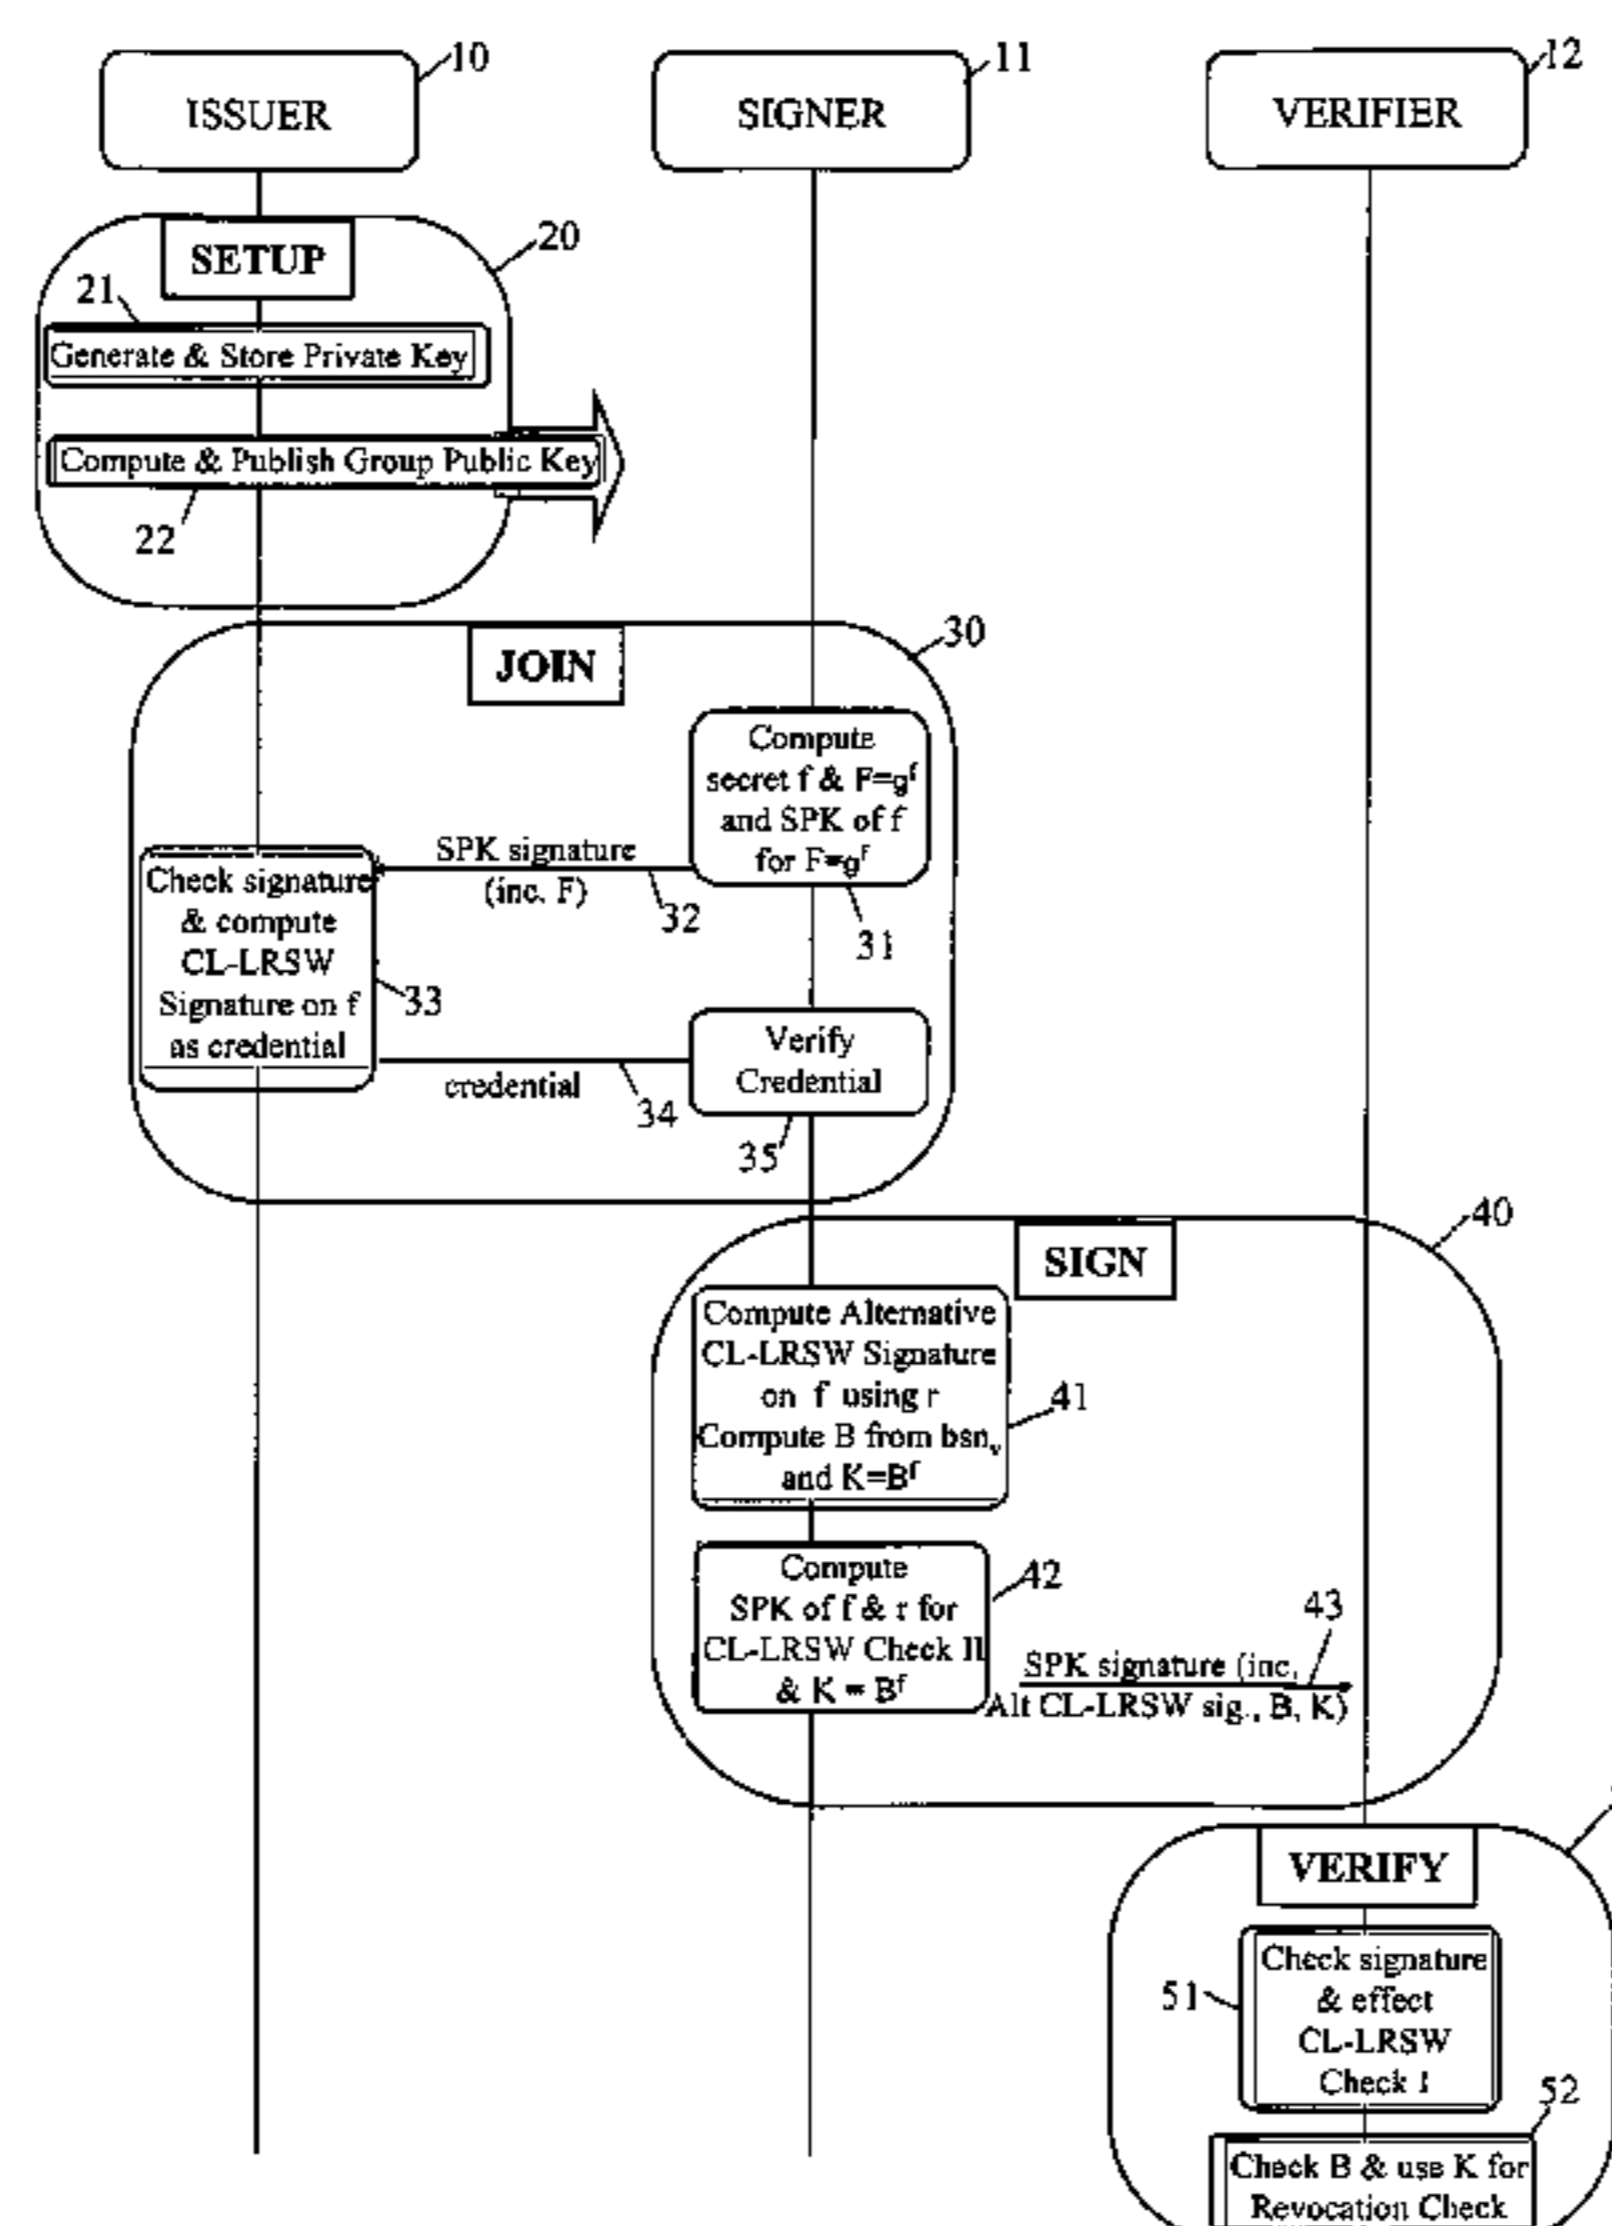 10
11
12
ISSUER
SIGNER
VERIFIER
20
SETUP
21
Generate & Store Private Key
Compute & Publish Group Public Key
22
30
JOIN
Compute
secret f & F=g^f
and SPK of f
for F=g^f
31
SPK signature
(inc. F)
32
Check signature
& compute
CL-LRSW
Signature on f
as credential
33
credential
34
Verify
Credential
35
40
SIGN
Compute Alternative
CL-LRSW Signature
on f using r
Compute B from bsn_v
and K=B^f
41
Compute
SPK of f & r for
CL-LRSW Check II
& K = B^f
42
43
SPK signature (inc.
Alt CL-LRSW sig., B, K)
VERIFY
Check signature
& effect
CL-LRSW
Check I
51
52
Check B & use K for
Revocation Check